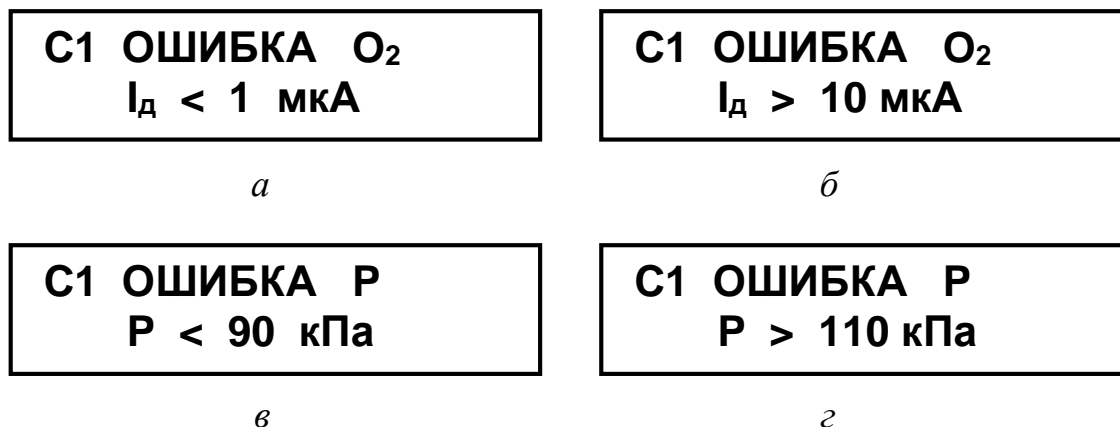 С1 ОШИБКА О₂
Iд < 1 мкА
С1 ОШИБКА О₂
Iд > 10 мкА
а
б
С1 ОШИБКА Р
Р < 90 кПа
С1 ОШИБКА Р
Р > 110 кПа
в
г